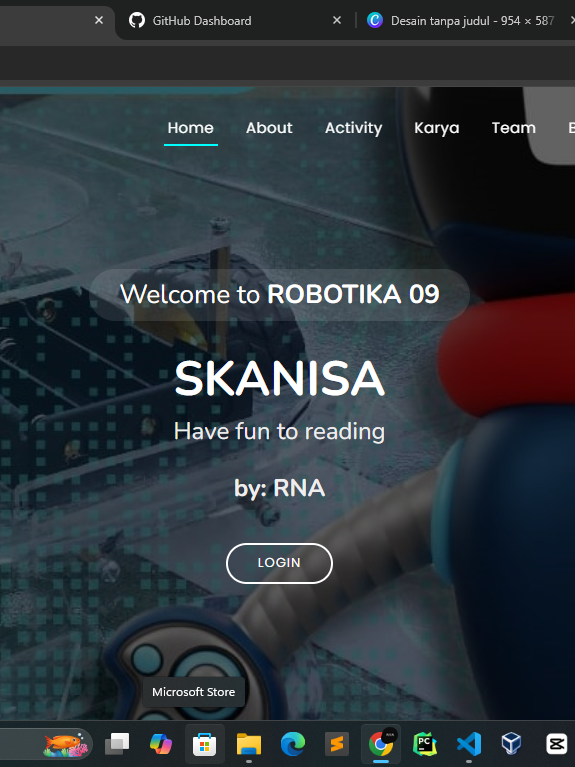 GitHub Dashboard
Desain tanpa judul - 954 × 587
Home About Activity Karya Team
Welcome to ROBOTIKA 09
SKANISA
Have fun to reading
by: RNA
LOGIN
Microsoft Store
PC